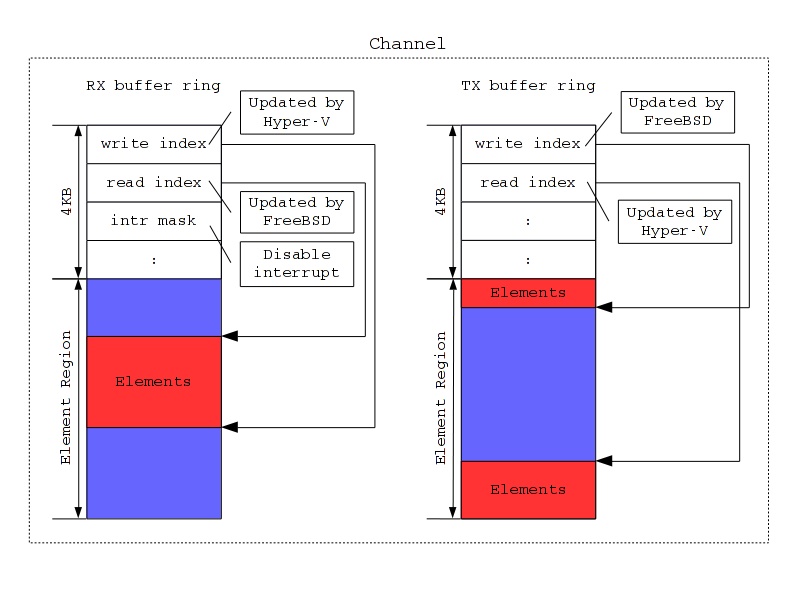 Channel
RX buffer ring
TX buffer ring
Updated by
Hyper-V
write index
read index
Updated by
FreeBSD
intr mask
Disable
interrupt
:
4KB
Elements
Element Region
Updated by
FreeBSD
write index
read index
Updated by
Hyper-V
:
:
4KB
Elements
Elements
Element Region